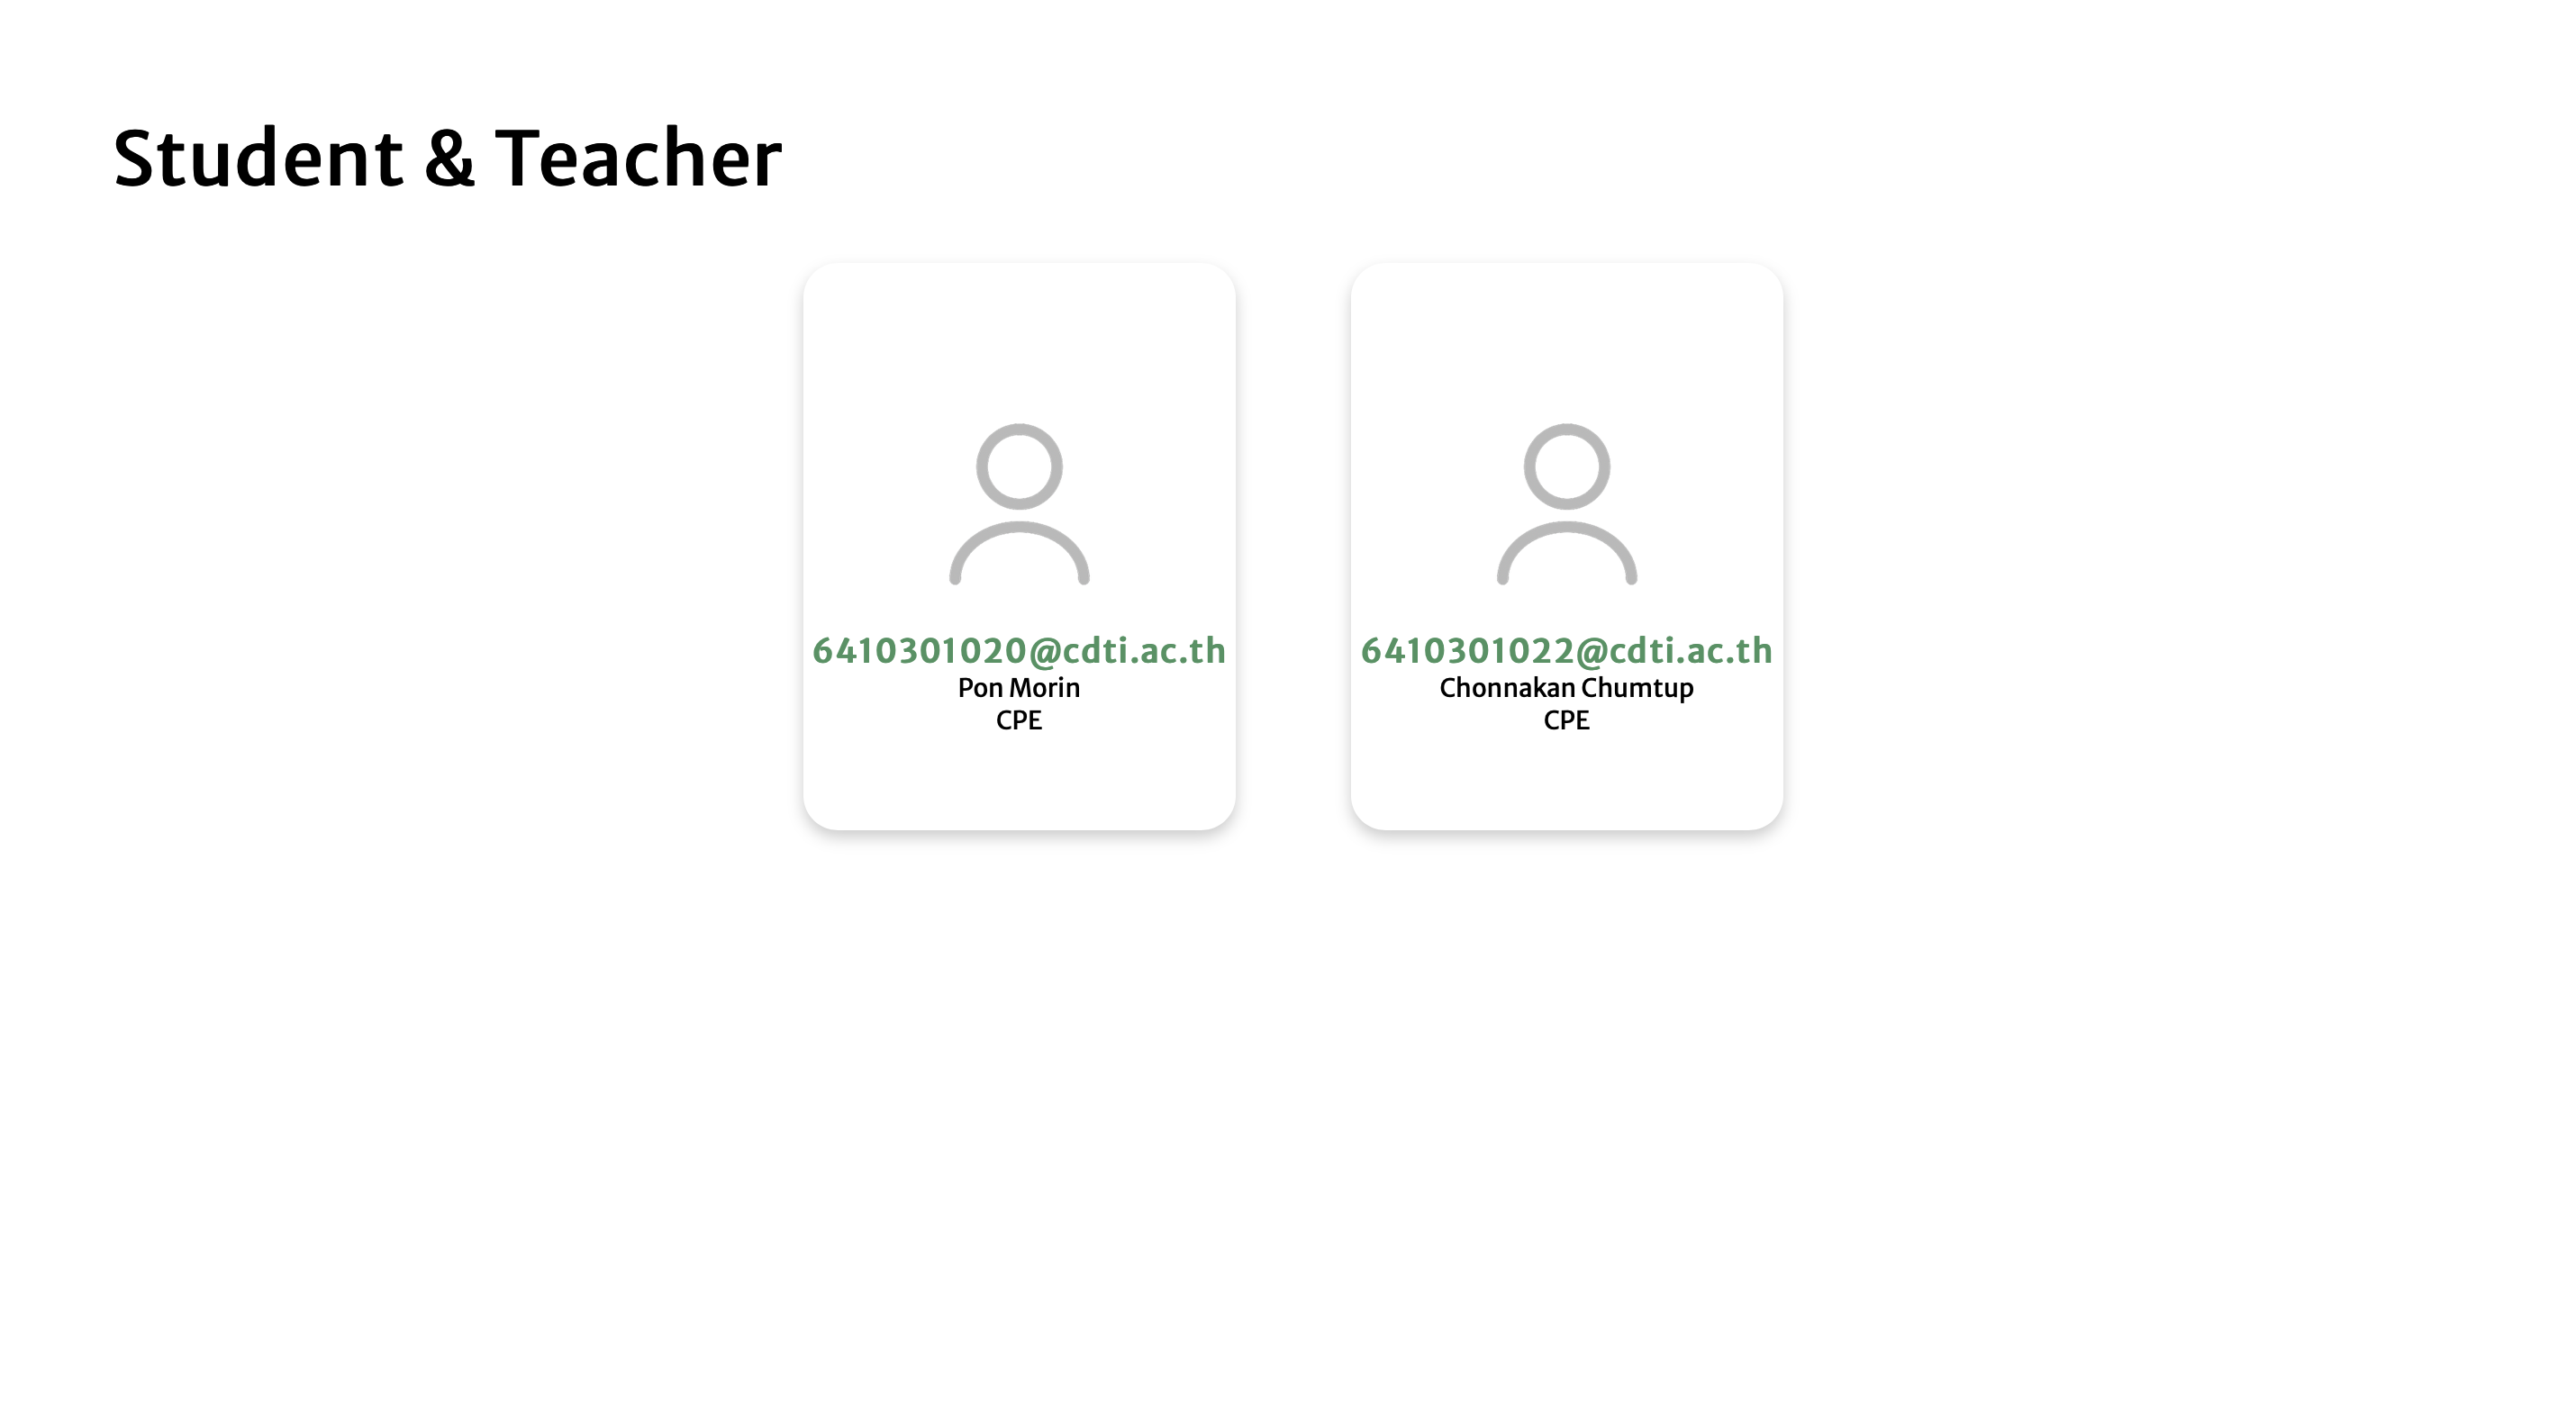 Student & Teacher
6410301020@cdti.ac.th
Pon Morin
CPE
6410301022@cdti.ac.th
Chonnakan Chumtup
CPE